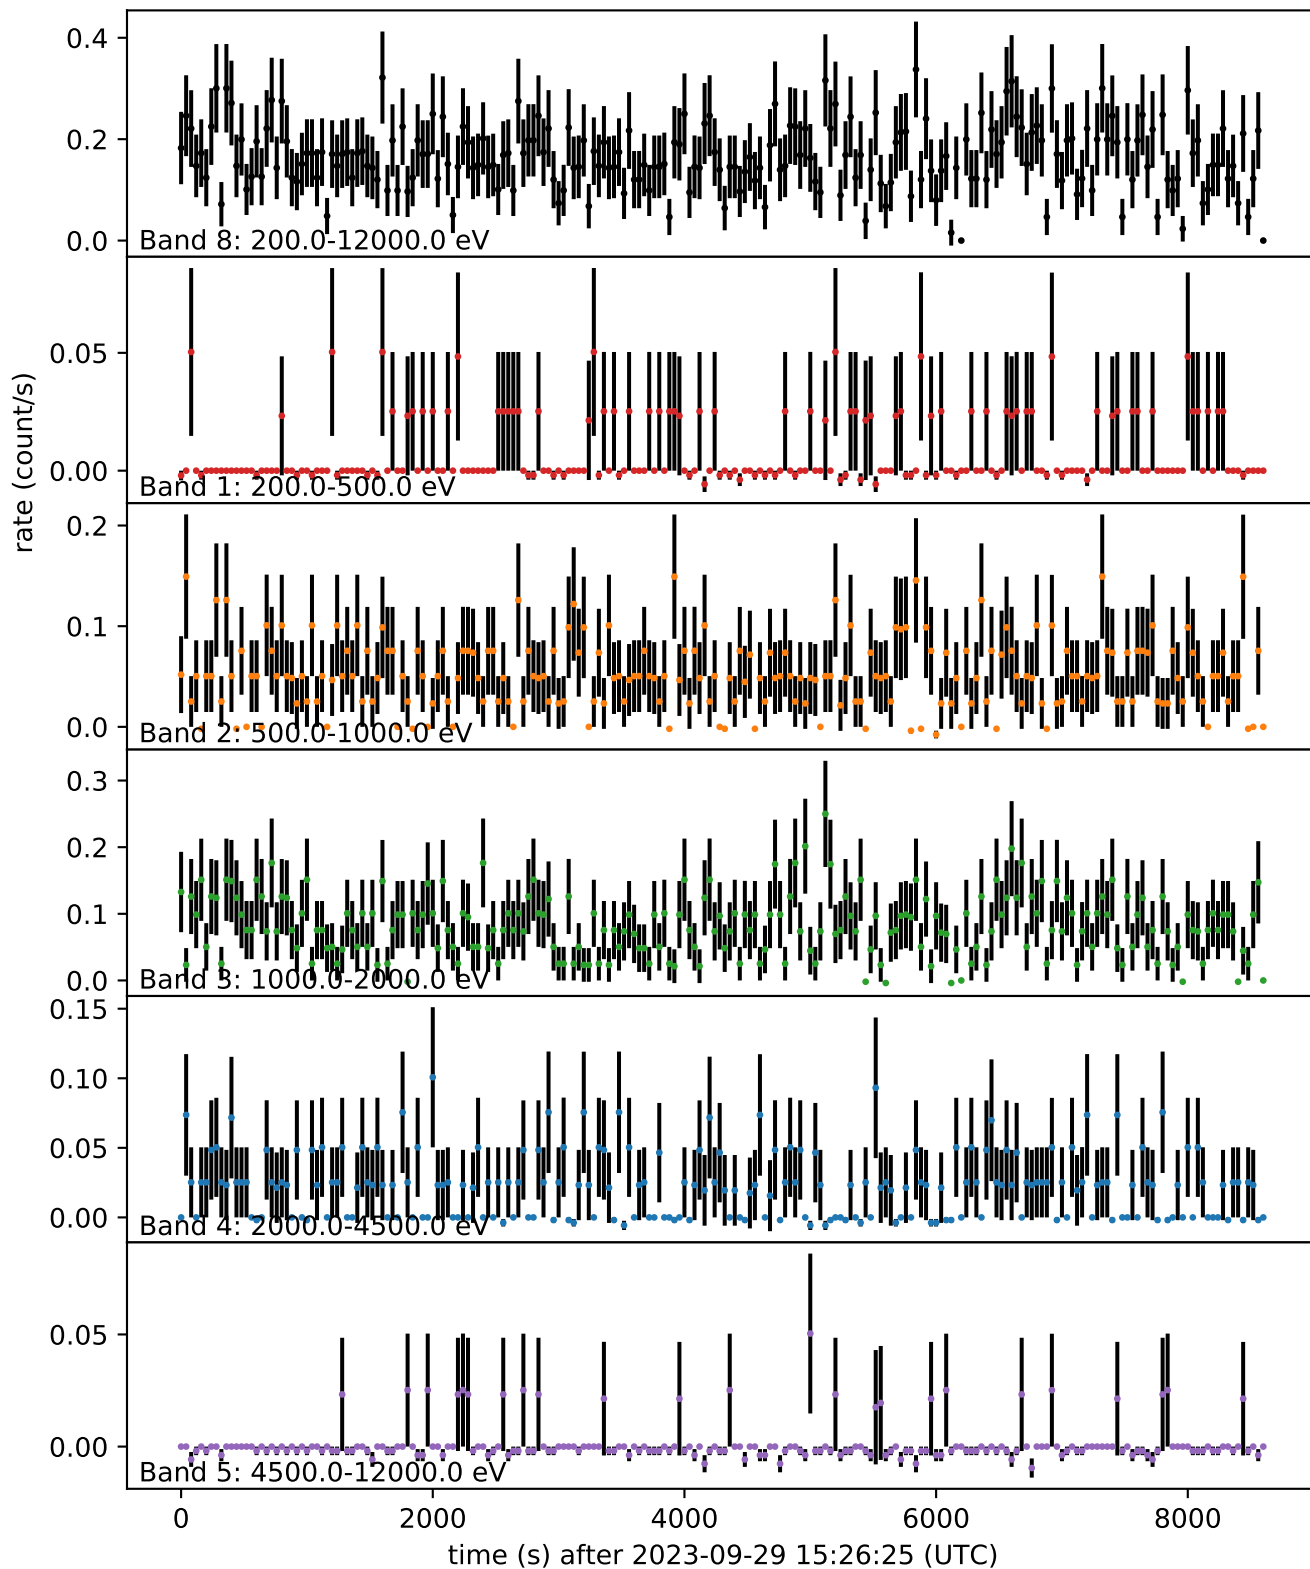 0.4
0.2
0.0
Band 8: 200.0-12000.0 eV
0.05
0.00
Band 1: 200.0-500.0 eV
rate (count/s)
0.2
0.1
0.0
Band 2: 500.0-1000.0 eV
0.3
0.2
0.1
0.0
Band 3: 1000.0-2000.0 eV
0.15
0.10
0.05
0.00
Band 4: 2000.0-4500.0 eV
0.05
0.00
Band 5: 4500.0-12000.0 eV
0 2000 4000 6000 8000
time (s) after 2023-09-29 15:26:25 (UTC)